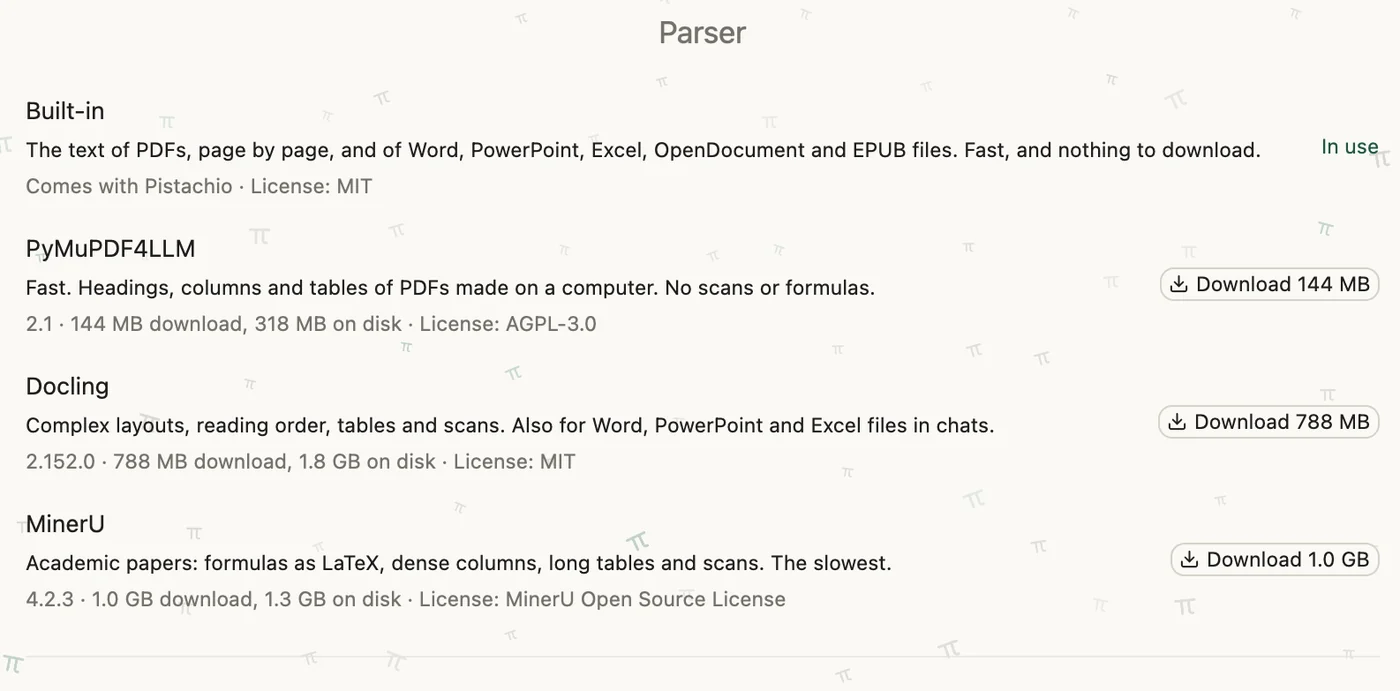 Parser
Built-in
The text of PDFs, page by page, and of Word, PowerPoint, Excel, OpenDocument and EPUB files. Fast, and nothing to download.
In use
Comes with Pistachio · License: MIT
PyMuPDF4LLM
Fast. Headings, columns and tables of PDFs made on a computer. No scans or formulas.
Download 144 MB
2.1 · 144 MB download, 318 MB on disk · License: AGPL-3.0
Docling
Complex layouts, reading order, tables and scans. Also for Word, PowerPoint and Excel files in chats.
Download 788 MB
2.152.0 · 788 MB download, 1.8 GB on disk · License: MIT
MinerU
Academic papers: formulas as LaTeX, dense columns, long tables and scans. The slowest.
Download 1.0 GB
4.2.3 · 1.0 GB download, 1.3 GB on disk · License: MinerU Open Source License